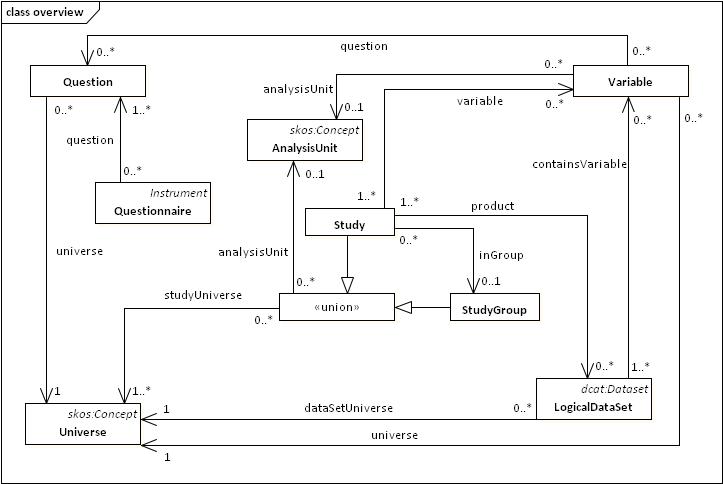 class overview
question
0..*
0..*
Question
Variable
0..*
analysisUnit
0..*
1..*
0..1
variable
0..*
0..*
0..*
skos:Concept
AnalysisUnit
question
containsVariable
0..*
0..1
Instrument
Questionnaire
1..*
1..*
product
Study
0..*
universe
analysisUnit
inGroup
0..*
0..1
studyUniverse
«union»
StudyGroup
0..*
0..*
1..*
1
1..*
dcat:Dataset
LogicalDataSet
skos:Concept
Universe
1
dataSetUniverse
0..*
universe
1